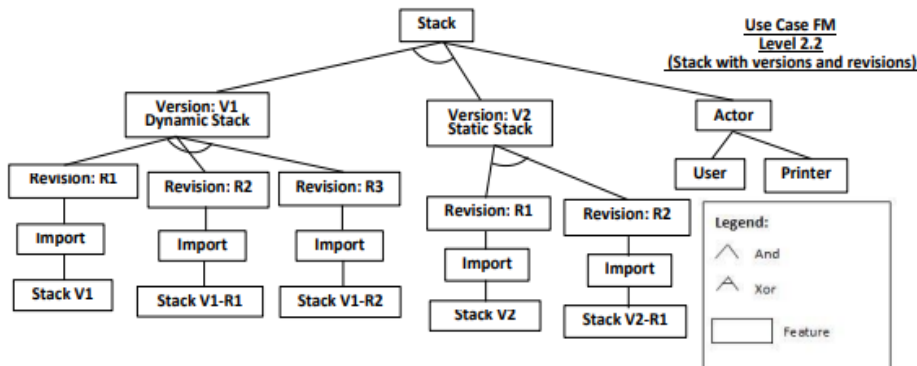 Stack
Use Case FM
Level 2.2
(Stack with versions and revisions)
Version: V1
Dynamic Stack
Version: V2
Static Stack
Actor
User
Printer
Revision: R1
Revision: R2
Revision: R3
Revision: R1
Revision: R2
Import
Import
Import
Import
Import
Stack V1
Stack V1-R1
Stack V1-R2
Stack V2
Stack V2-R1
Legend:
And
Xor
Feature